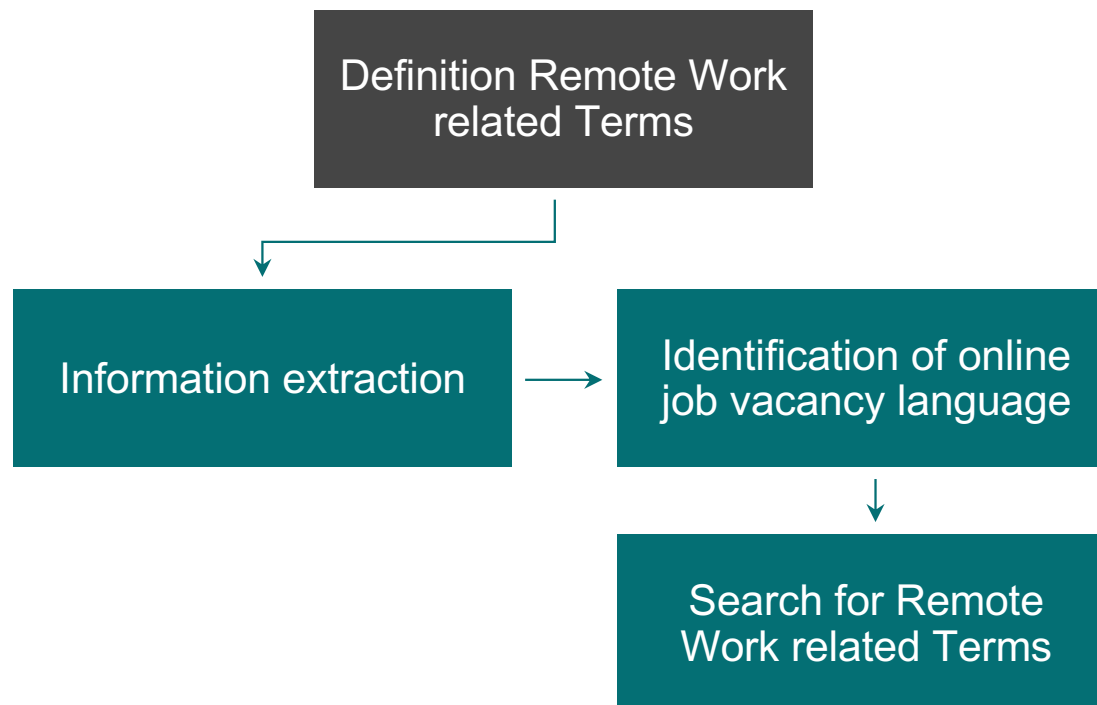 Definition Remote Work
related Terms
Information extraction
Identification of online
job vacancy language
Search for Remote
Work related Terms